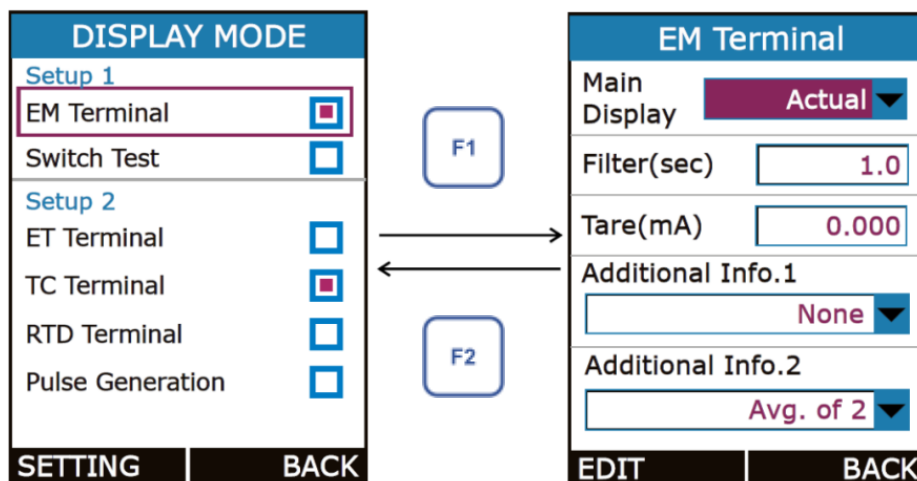 DISPLAY MODE
Setup 1
EM Terminal
Switch Test
Setup 2
ET Terminal
TC Terminal
RTD Terminal
Pulse Generation
SETTING BACK
F1
F2
EM Terminal
Main
Display
Actual
Filter(sec) 1.0
Tare(mA) 0.000
Additional Info.1
None
Additional Info.2
Avg. of 2
EDIT BACK